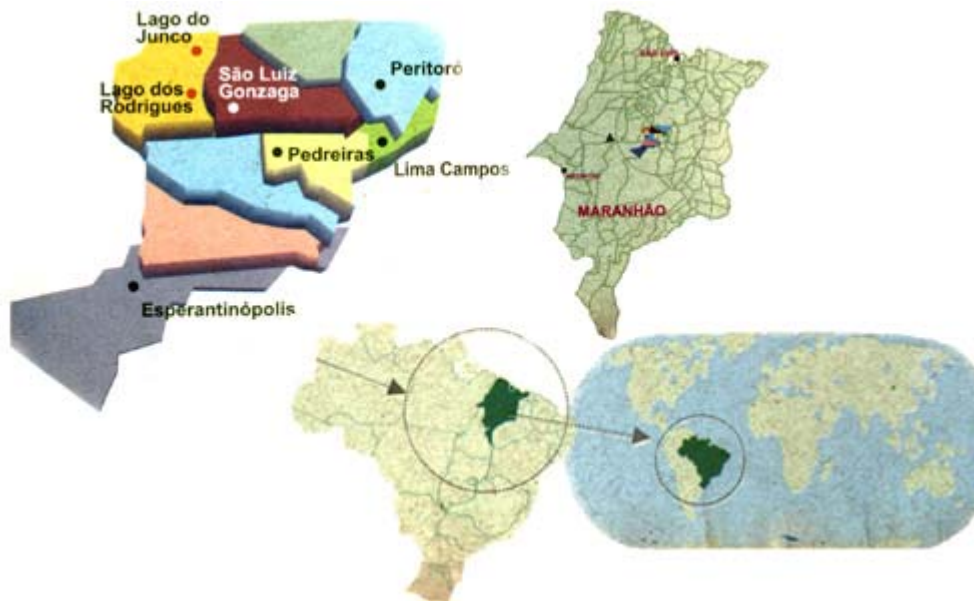 Lago do
Junco
São Luiz
Gonzaga
Lago dos
Rodrigues
Peritoró
Pedreiras
Lima Campos
Esperantinópolis
MARANHÃO